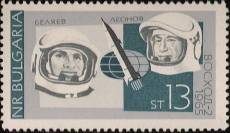 БЕЛЯЕВ ЛЕОНОВ
NR. BULGARIA
ВОСХОД-2
1965
ST 13